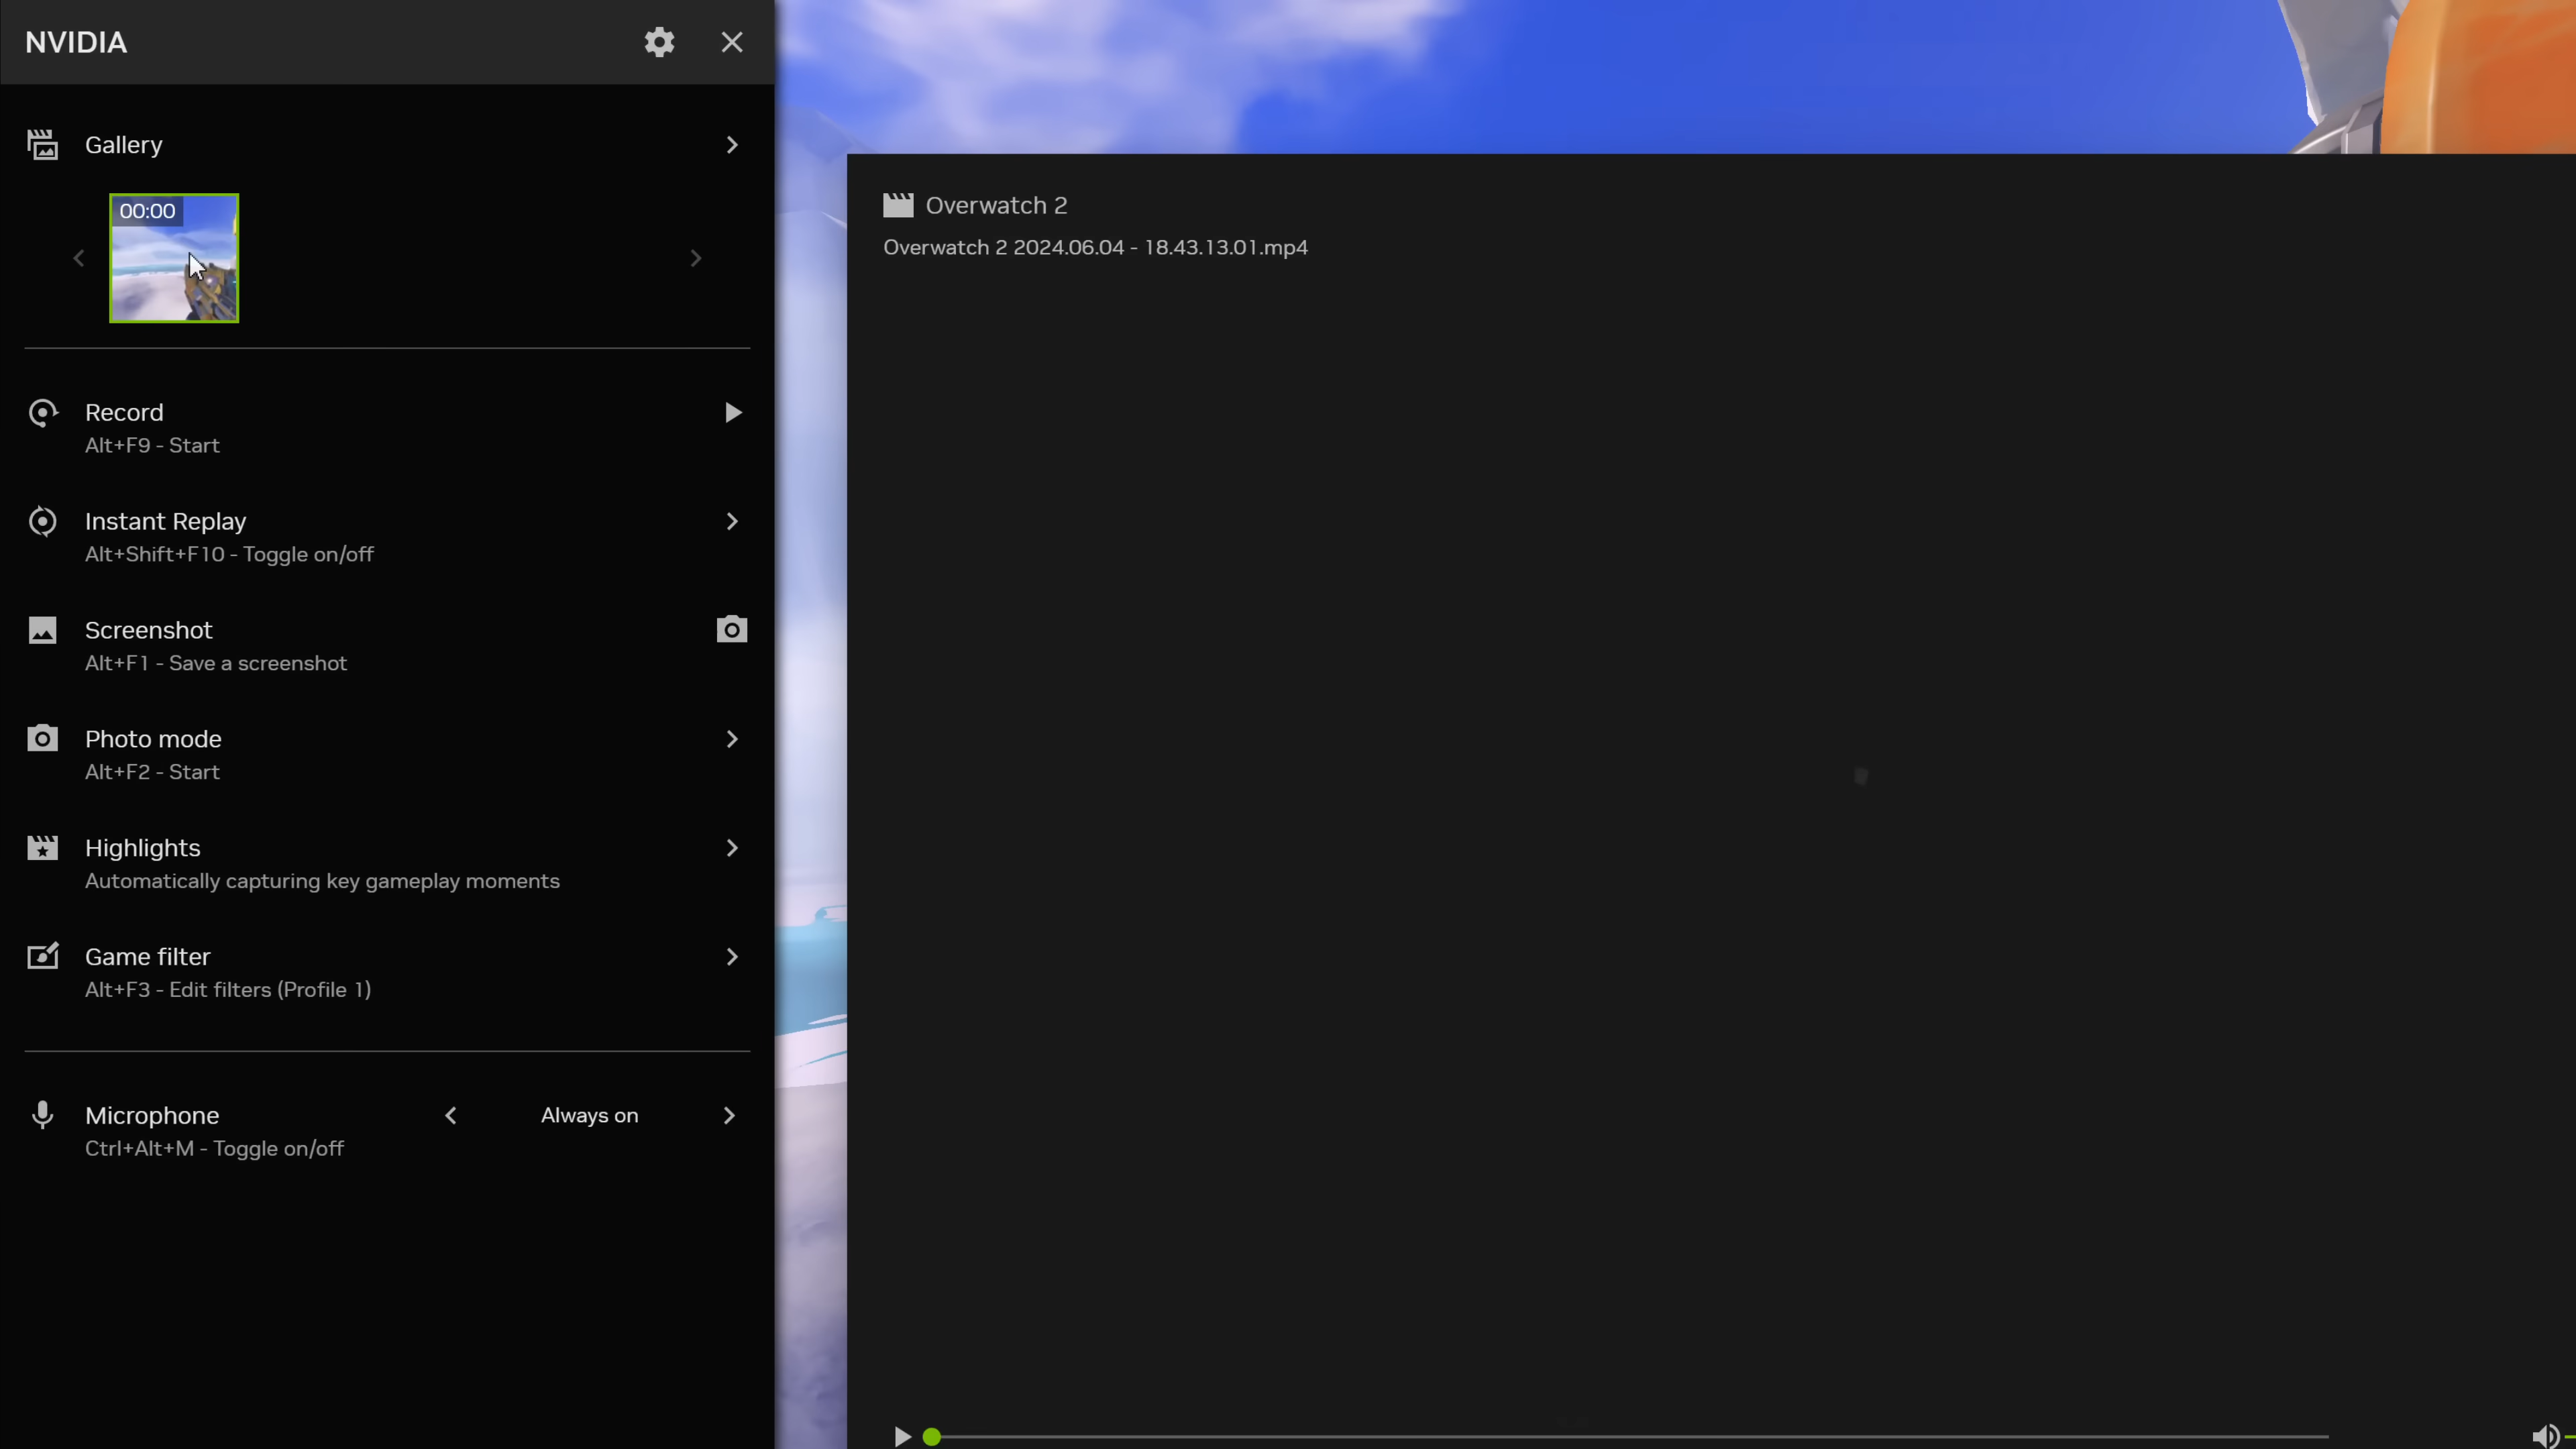 NVIDIA
Gallery
00:00
Record
Alt+F9 - Start
Instant Replay
Alt+Shift+F10 - Toggle on/off
Screenshot
Alt+F1 - Save a screenshot
Photo mode
Alt+F2 - Start
Highlights
Automatically capturing key gameplay moments
Game filter
Alt+F3 - Edit filters (Profile 1)
Microphone
Always on
Ctrl+Alt+M - Toggle on/off
Overwatch 2
Overwatch 2 2024.06.04 - 18.43.13.01.mp4